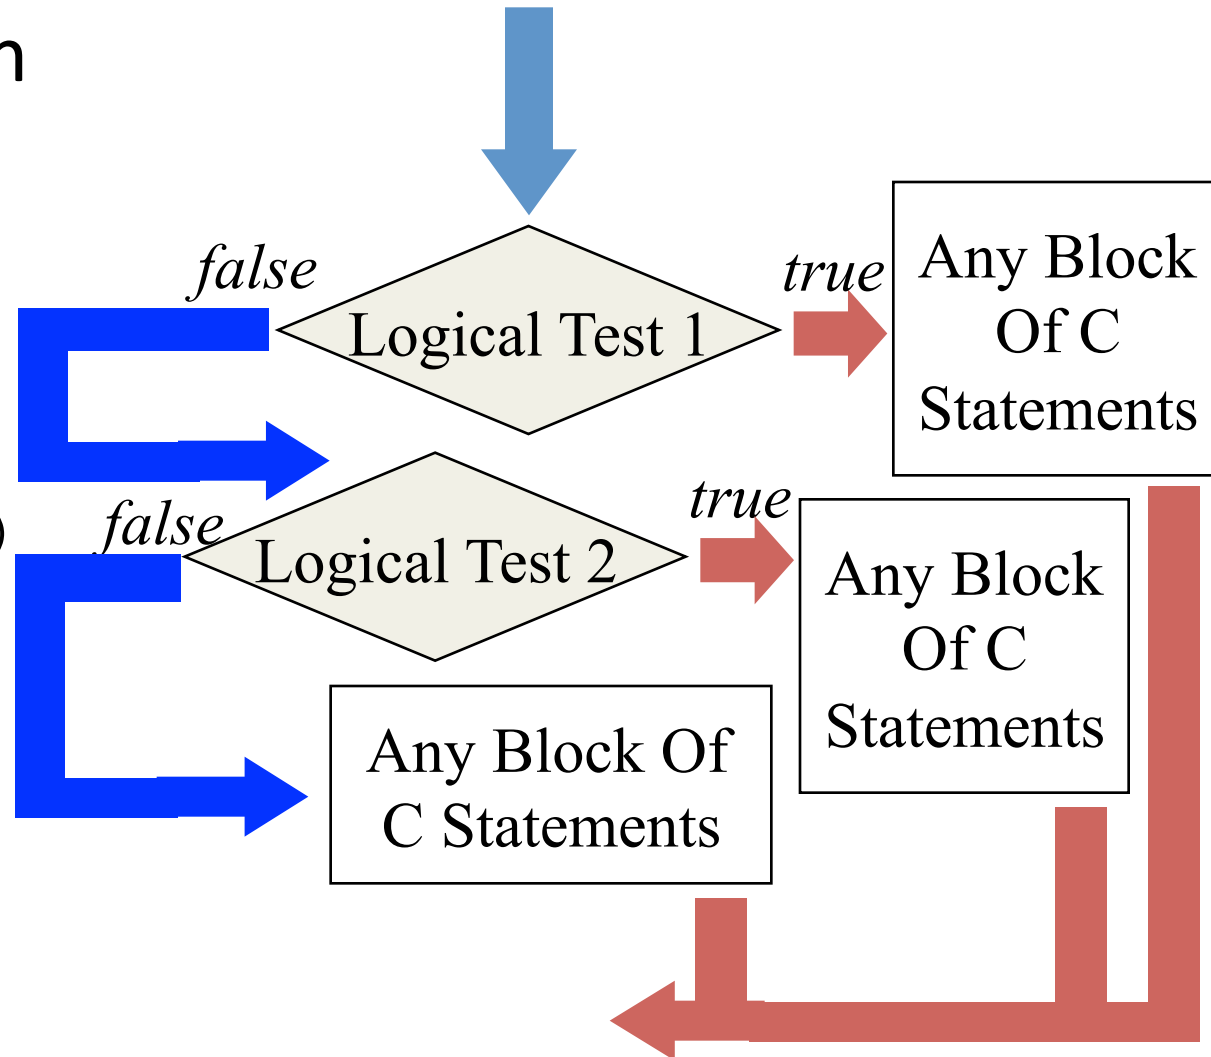 n
false
true
Logical Test 1
Any Block
Of C
Statements
)
false
true
Logical Test 2
Any Block
Of C
Statements
Any Block Of
C Statements